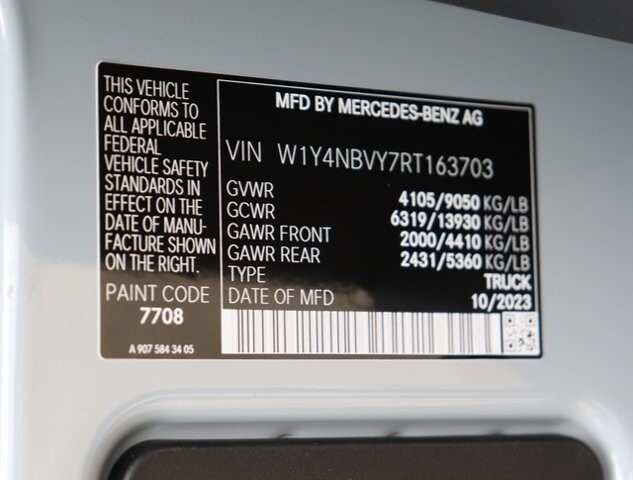 THIS VEHICLE
CONFORMS TO
ALL APPLICABLE
FEDERAL
VEHICLE SAFETY
STANDARDS IN
EFFECT ON THE
DATE OF MANU-
FACTURE SHOWN
ON THE RIGHT.
PAINT CODE
7708
A 907 584 34 05
MFD BY MERCEDES-BENZ AG
VIN W1Y4NBVY7RT163703
GVWR 4105/9050 KG/LB
GCWR 6319/13930 KG/LB
GAWR FRONT 2000/4410 KG/LB
GAWR REAR 2431/5360 KG/LB
TYPE TRUCK
DATE OF MFD 10/2023